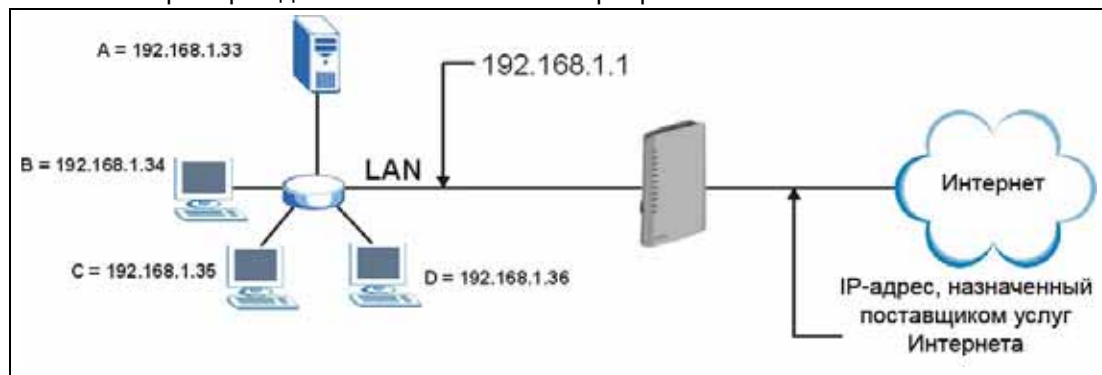 A = 192.168.1.33
192.168.1.1
B = 192.168.1.34
LAN
Интернет
C = 192.168.1.35
D = 192.168.1.36
IP-адрес, назначенный
поставщиком услуг
Интернета